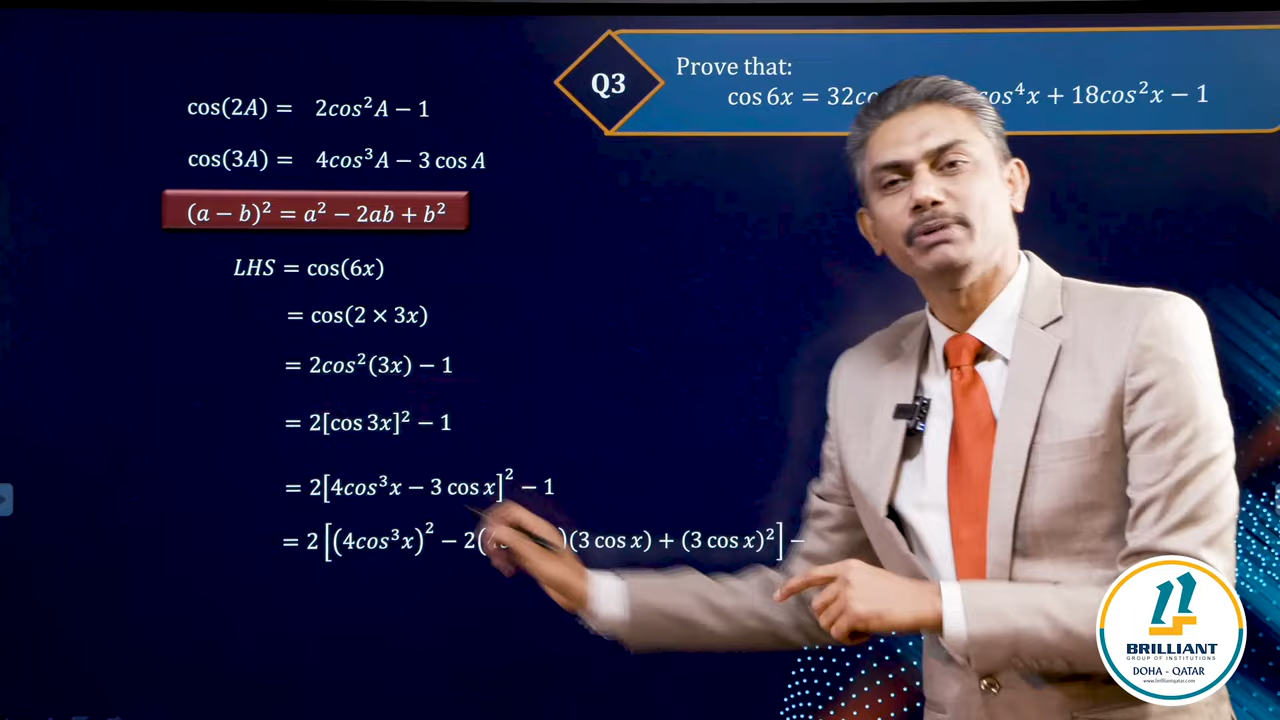 Q3
Prove that:
cos 6x = 32c cos⁴x + 18cos²x − 1
cos(2A) = 2cos²A − 1
cos(3A) = 4cos³A − 3 cos A
(a − b)² = a² − 2ab + b²
LHS = cos(6x)
= cos(2 × 3x)
= 2cos²(3x) − 1
= 2[cos 3x]² − 1
= 2[4cos³x − 3 cos x]² − 1
= 2[(4cos³x)² − 2( )(3 cos x) + (3 cos x)²] −
BRILLIANT
GROUP OF INSTITUTIONS
DOHA - QATAR
www.brilliantqatar.com